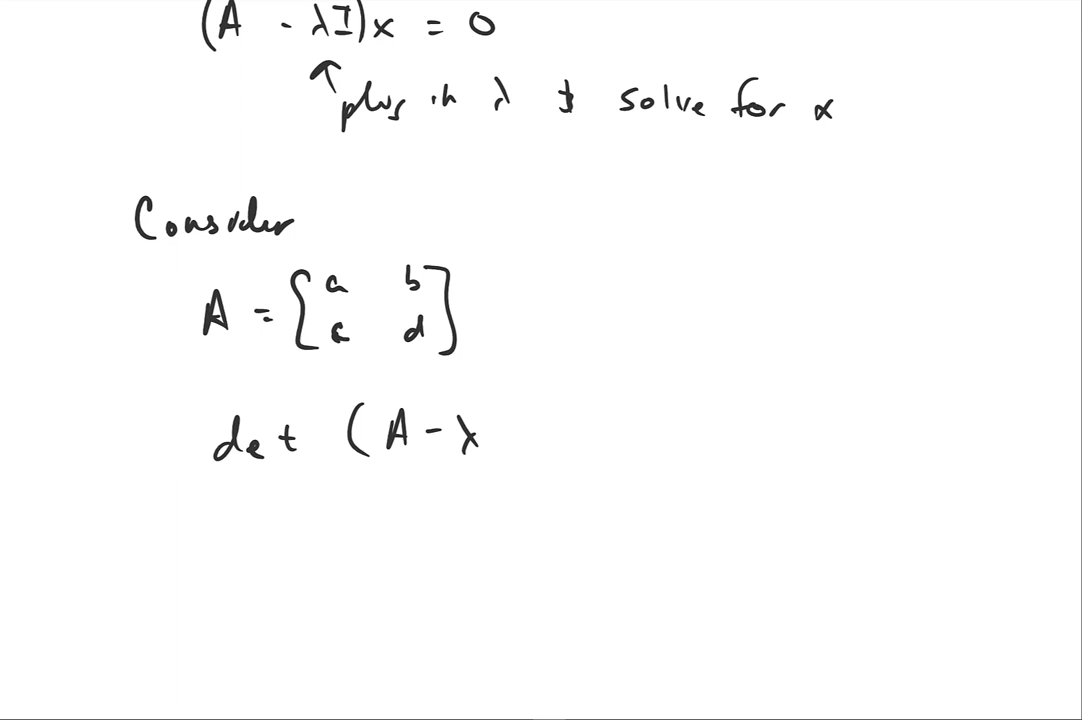 (A - λI)x = 0
plug in λ & solve for x
Consider
A = [a b
c d]
det (A - λ